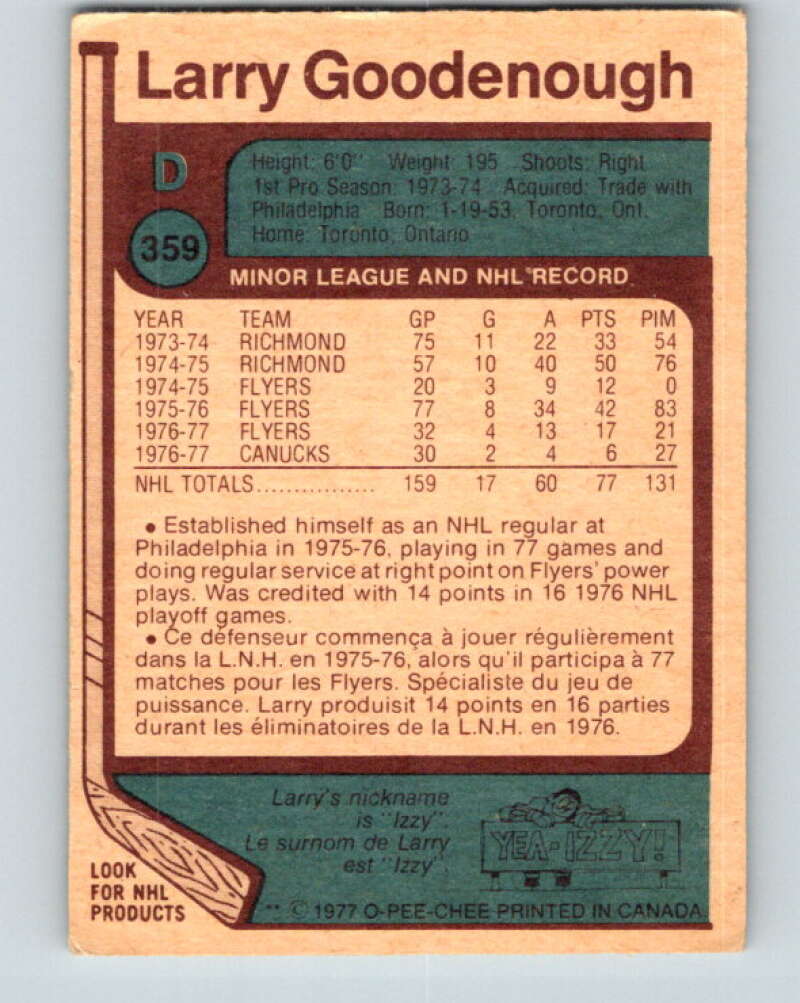 Larry Goodenough
D
359
Height: 6'0" Weight: 195 Shoots: Right
1st Pro Season: 1973-74 Acquired: Trade with
Philadelphia Born: 1-19-53, Toronto, Ont.
Home: Toronto, Ontario
MINOR LEAGUE AND NHL RECORD
YEAR TEAM GP G A PTS PIM
1973-74 RICHMOND 75 11 22 33 54
1974-75 RICHMOND 57 10 40 50 76
1974-75 FLYERS 20 3 9 12 0
1975-76 FLYERS 77 8 34 42 83
1976-77 FLYERS 32 4 13 17 21
1976-77 CANUCKS 30 2 4 6 27
NHL TOTALS................ 159 17 60 77 131
• Established himself as an NHL regular at
Philadelphia in 1975-76, playing in 77 games and
doing regular service at right point on Flyers' power
plays. Was credited with 14 points in 16 1976 NHL
playoff games.
• Ce défenseur commença à jouer régulièrement
dans la L.N.H. en 1975-76, alors qu'il participa à 77
matches pour les Flyers. Spécialiste du jeu de
puissance. Larry produisit 14 points en 16 parties
durant les éliminatoires de la L.N.H. en 1976.
Larry's nickname
is "Izzy".
Le surnom de Larry
est "Izzy".
YEA-IZZY!
LOOK
FOR NHL
PRODUCTS
** © 1977 O-PEE-CHEE PRINTED IN CANADA